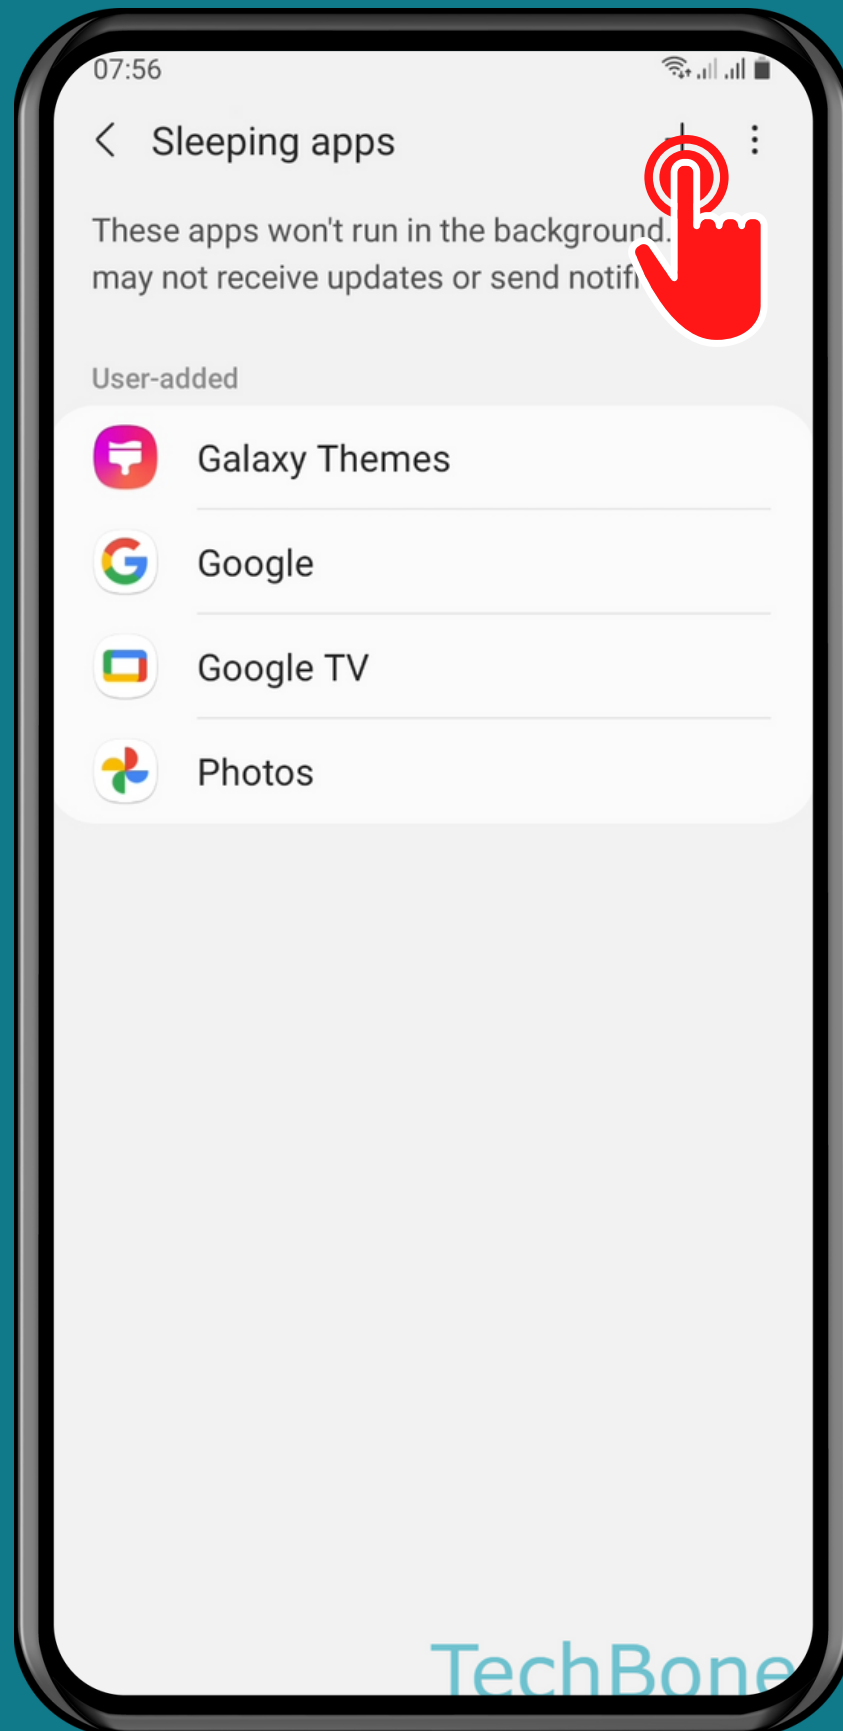 07:56
Sleeping apps
These apps won't run in the background.
may not receive updates or send
User-added
Galaxy Themes
Google
Google TV
Photos
TechBone